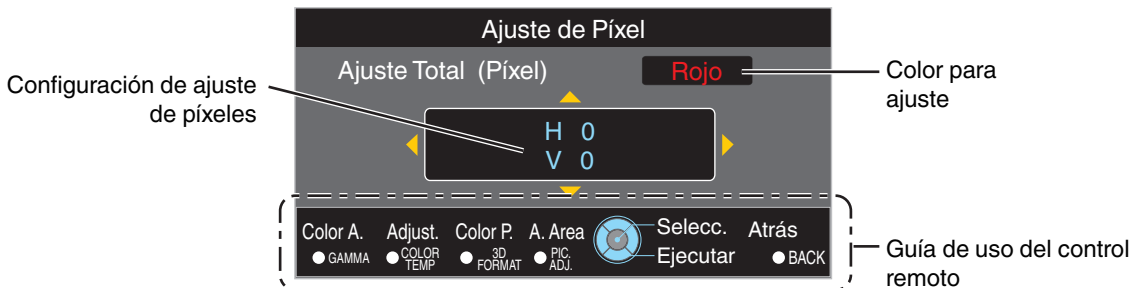 Ajuste de Píxel
Ajuste Total (Píxel)
Rojo
Color para
ajuste
Configuración de ajuste
de píxeles
H 0
V 0
Color A.
GAMMA
Adjust.
COLOR
TEMP
Color P.
3D
FORMAT
A. Area
PIC.
ADJ.
Selecc.
Ejecutar
Atrás
BACK
Guía de uso del control
remoto